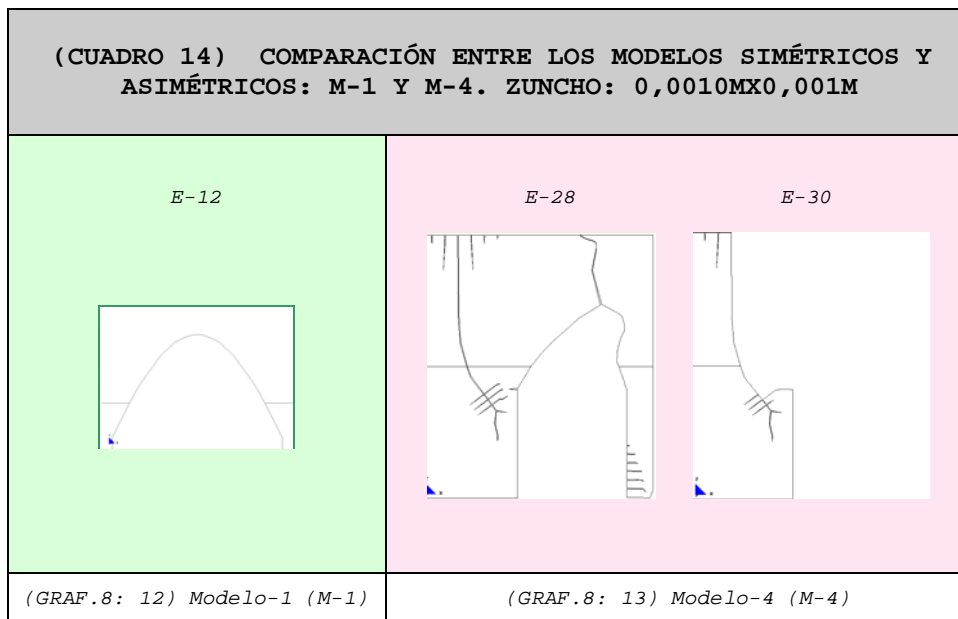 (CUADRO 14) COMPARACIÓN ENTRE LOS MODELOS SIMÉTRICOS Y
ASIMÉTRICOS: M-1 Y M-4. ZUNCHO: 0,0010MX0,001M
E-12
E-28
E-30
(GRAF.8: 12) Modelo-1 (M-1)
(GRAF.8: 13) Modelo-4 (M-4)